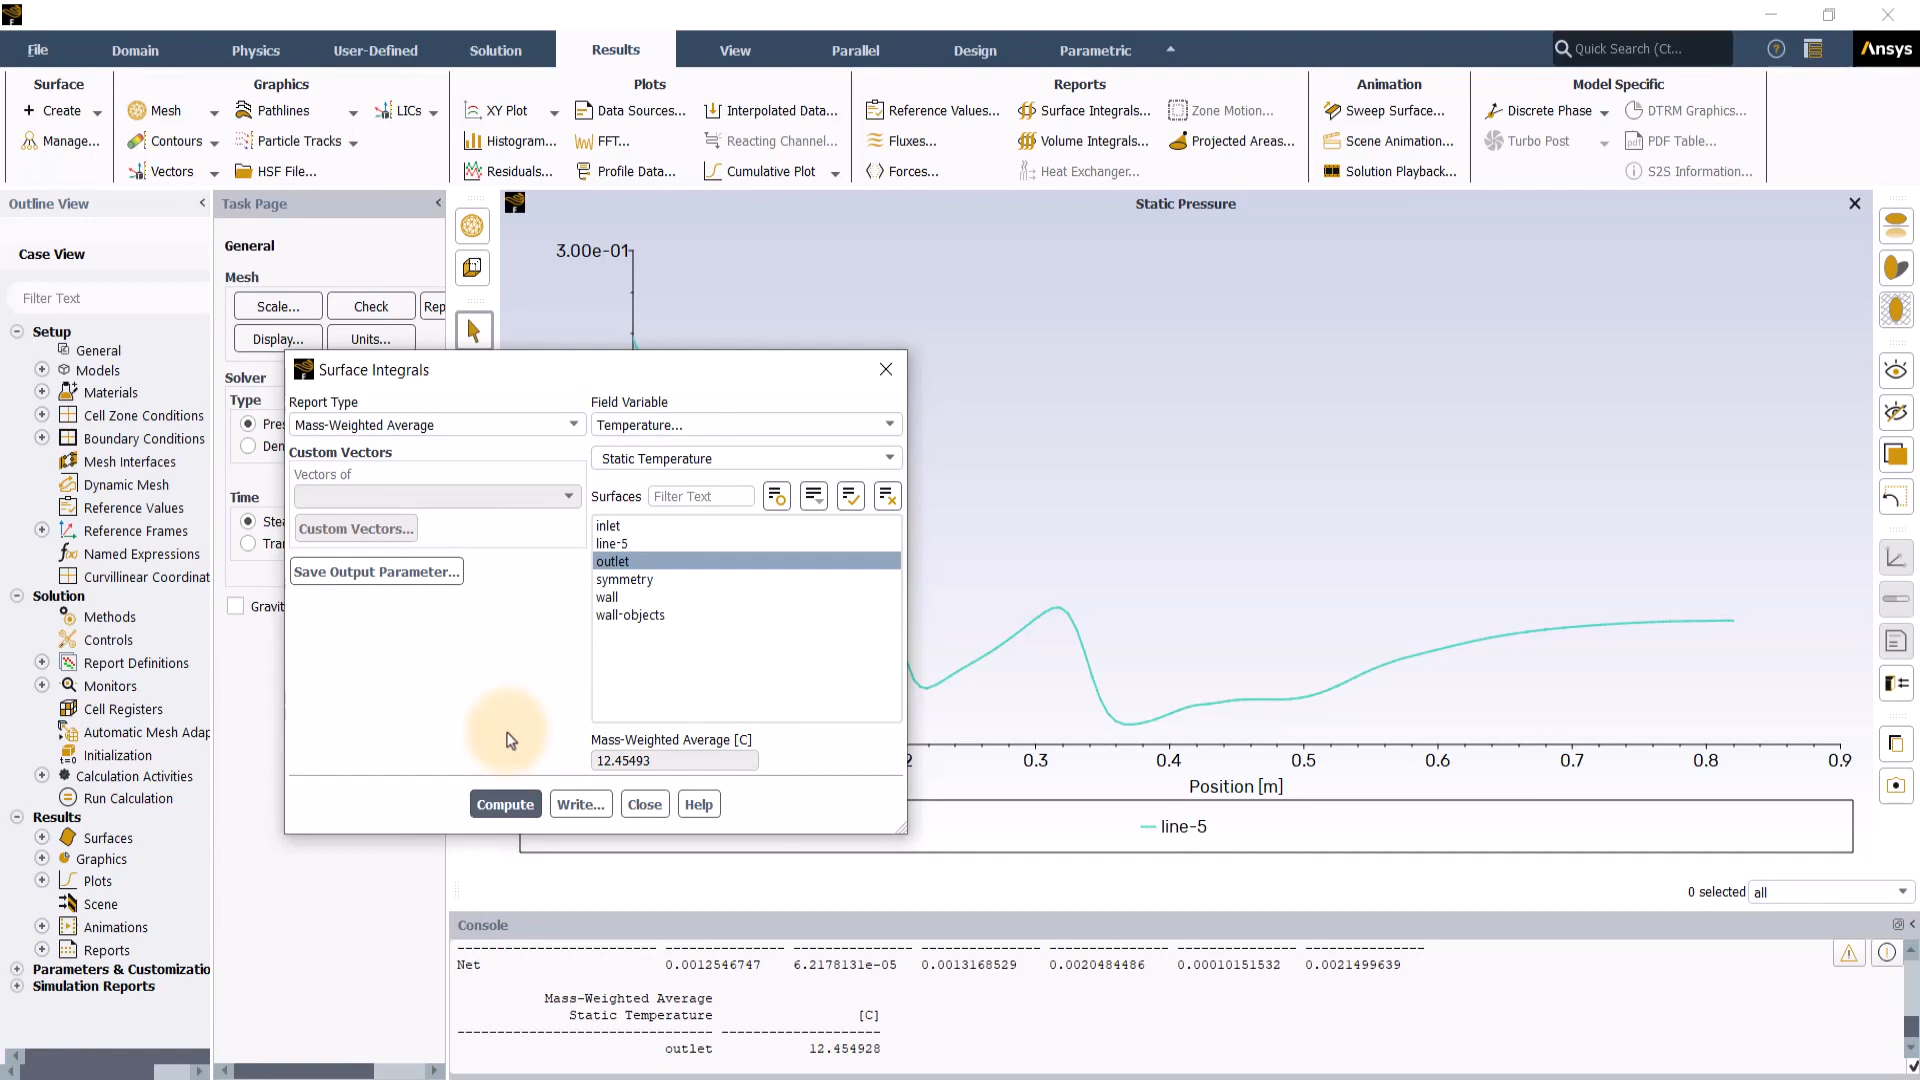 File
Domain
Physics
User-Defined
Solution
Results
View
Parallel
Design
Parametric
Quick Search (Ct...
Ansys
Surface
Graphics
Plots
Reports
Animation
Model Specific
Create
Mesh
Pathlines
LICs
XY Plot
Data Sources...
Interpolated Data...
Reference Values...
Surface Integrals...
Zone Motion...
Sweep Surface...
Discrete Phase
DTRM Graphics...
Manage...
Contours
Particle Tracks
Histogram...
FFT...
Reacting Channel...
Fluxes...
Volume Integrals...
Projected Areas...
Scene Animation...
Turbo Post
PDF Table...
Vectors
HSF File...
Residuals...
Profile Data...
Cumulative Plot
Forces...
Heat Exchanger...
Solution Playback...
S2S Information...
Outline View
Case View
Filter Text
Setup
General
Models
Materials
Cell Zone Conditions
Boundary Conditions
Mesh Interfaces
Dynamic Mesh
Reference Values
Reference Frames
Named Expressions
Curvillinear Coordinat
Solution
Methods
Controls
Report Definitions
Monitors
Cell Registers
Automatic Mesh Adap
Initialization
Calculation Activities
Run Calculation
Results
Surfaces
Graphics
Plots
Scene
Animations
Reports
Parameters & Customizatio
Simulation Reports
Task Page
General
Mesh
Scale...
Check
Rep
Display...
Units...
Solver
Type
Pres
Den
Time
Stea
Tra
Gravit
Static Pressure
3.00e-01
Surface Integrals
Report Type
Field Variable
Mass-Weighted Average
Temperature...
Custom Vectors
Static Temperature
Vectors of
Surfaces
Filter Text
Custom Vectors...
Save Output Parameter...
inlet
line-5
outlet
symmetry
wall
wall-objects
Mass-Weighted Average [C]
12.45493
Compute
Write...
Close
Help
2
0.3
0.4
0.5
0.6
0.7
0.8
0.9
Position [m]
line-5
0 selected
all
Console
Net 0.0012546747 6.2178131e-05 0.0013168529 0.0020484486 0.00010151532 0.0021499639
Mass-Weighted Average
Static Temperature [C]
outlet 12.454928